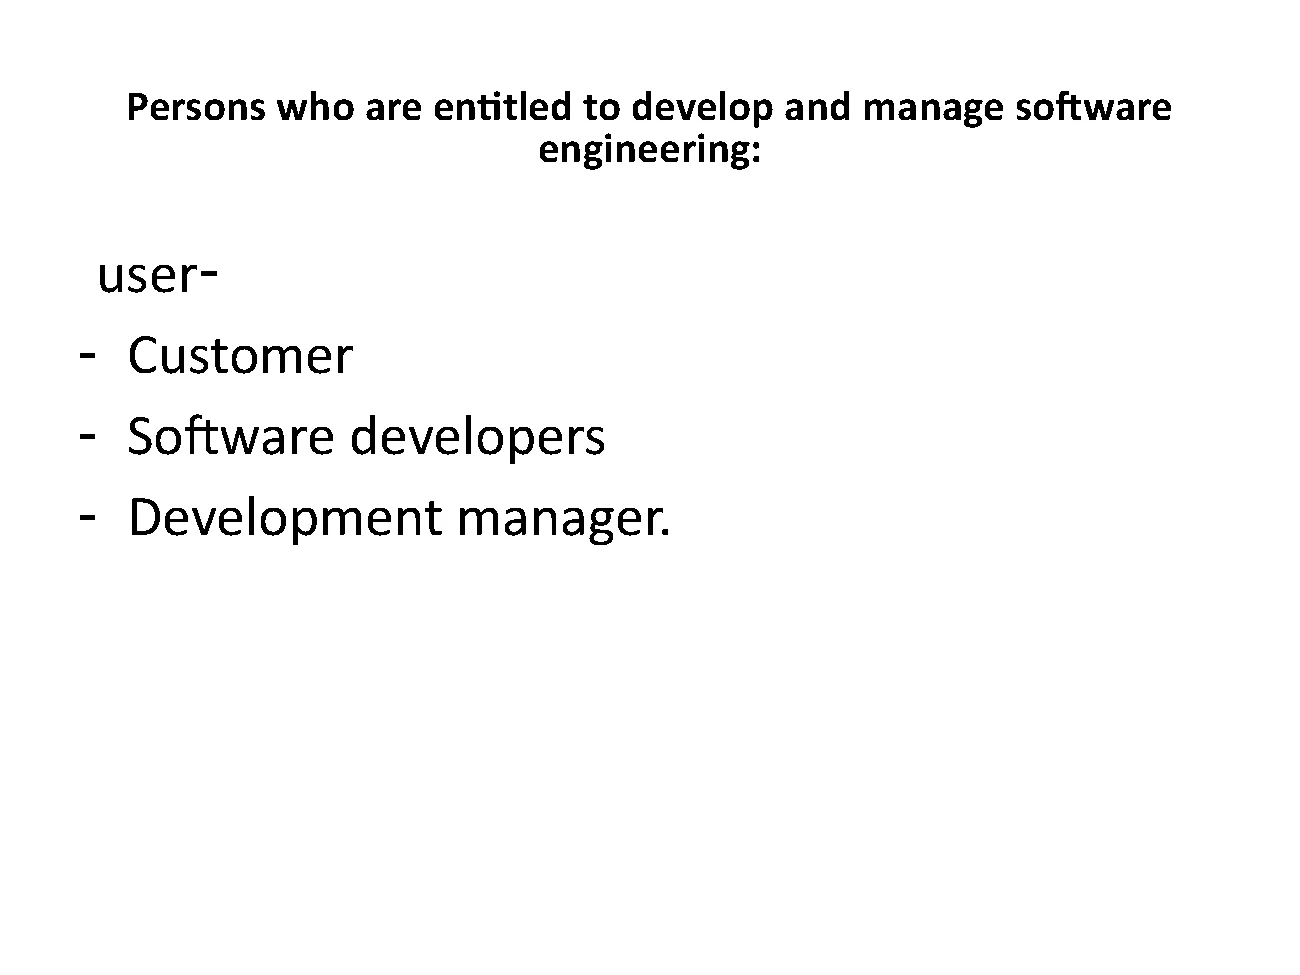 Persons who are entitled to develop and manage software
engineering:
user-
- Customer
- Software developers
- Development manager.